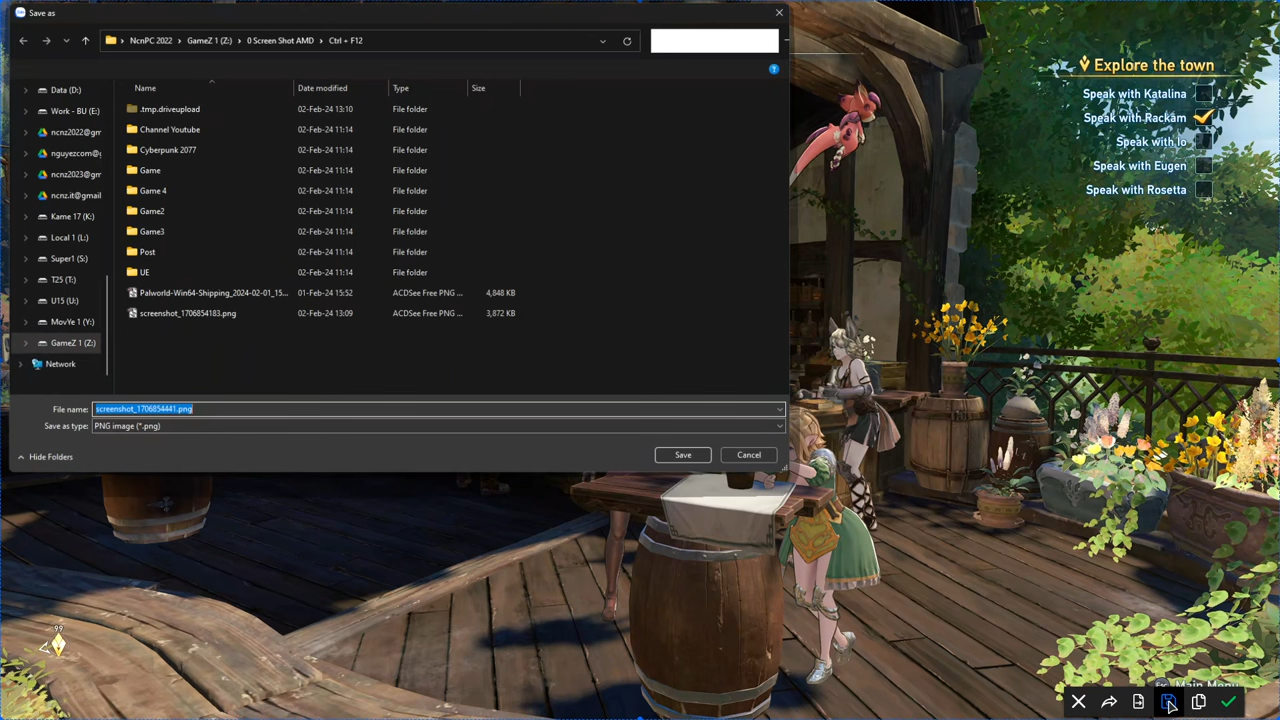 Save as
NcnPC 2022 > GameZ 1 (Z:) > 0 Screen Shot AMD > Ctrl + F12
Name Date modified Type Size
Data (D:)
Work - BU (E:)
ncnz2022@gr
nguyezcom@g
ncnz2023@gr
ncnz.it@gmail
Kame 17 (K:)
Local 1 (L:)
Super1 (S:)
T25 (T:)
U15 (U:)
MovYe 1 (Y:)
GameZ 1 (Z:)
Network
.tmp.driveupload 02-Feb-24 13:10 File folder
Channel Youtube 02-Feb-24 11:14 File folder
Cyberpunk 2077 02-Feb-24 11:14 File folder
Game 02-Feb-24 11:14 File folder
Game 4 02-Feb-24 11:14 File folder
Game2 02-Feb-24 11:14 File folder
Game3 02-Feb-24 11:14 File folder
Post 02-Feb-24 11:14 File folder
UE 02-Feb-24 11:14 File folder
Palworld-Win64-Shipping_2024-02-01_15... 01-Feb-24 15:52 ACDSee Free PNG ... 4,848 KB
screenshot_1706854183.png 02-Feb-24 13:09 ACDSee Free PNG ... 3,872 KB
File name: screenshot_1706854441.png
Save as type: PNG image (*.png)
Hide Folders
Save
Cancel
Explore the town
Speak with Katalina
Speak with Rackam
Speak with Io
Speak with Eugen
Speak with Rosetta
99
Esc Main Menu